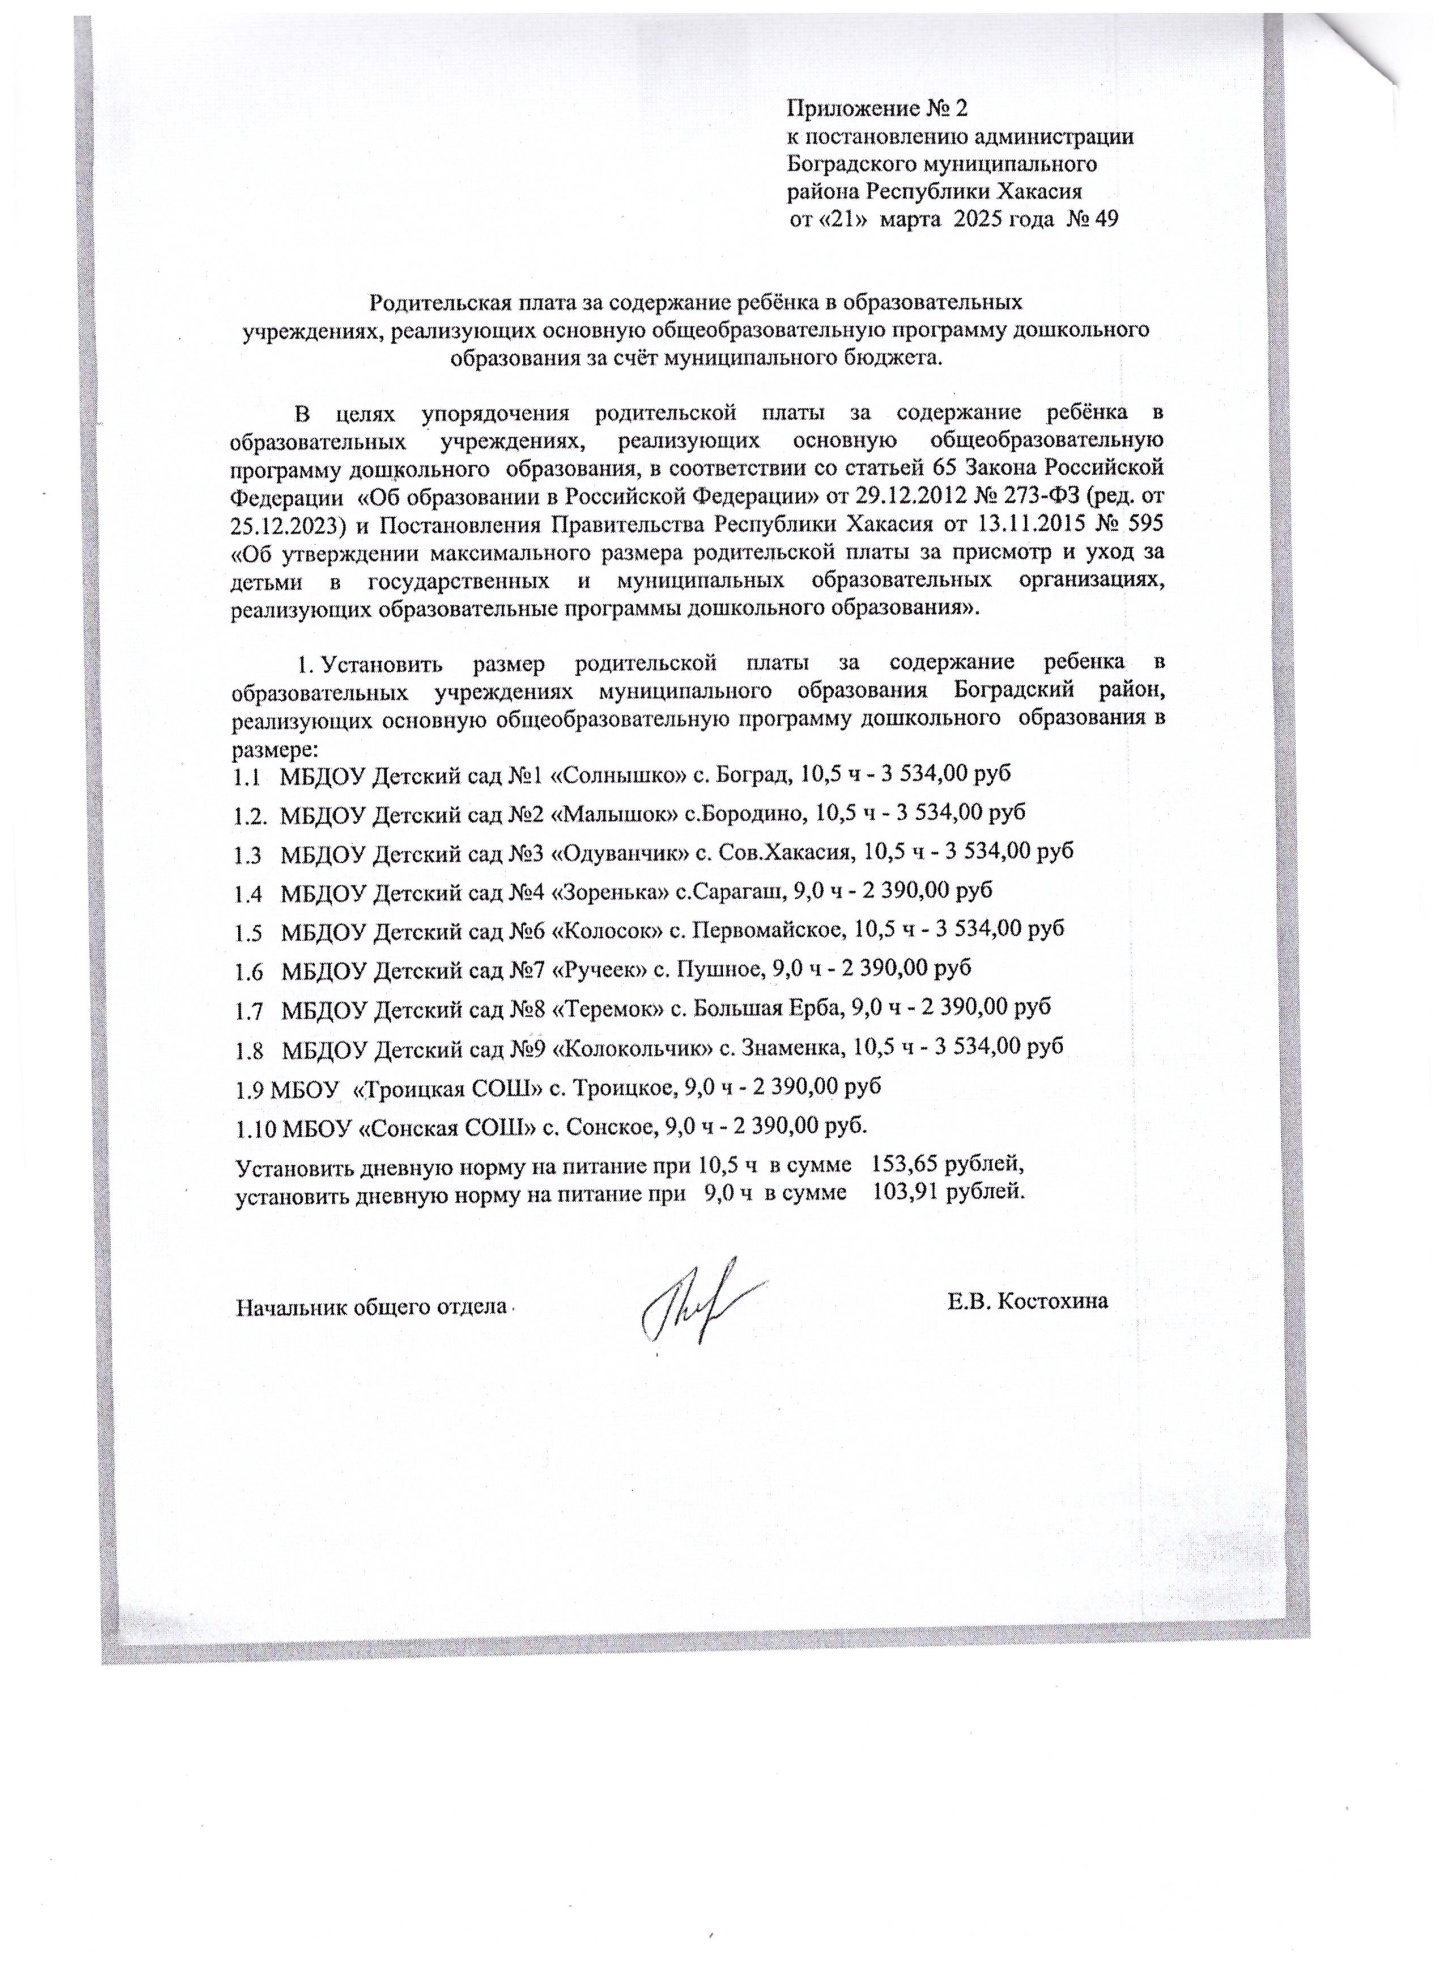 Приложение № 2
к постановлению администрации
Боградского муниципального
района Республики Хакасия
от «21» марта 2025 года № 49
Родительская плата за содержание ребёнка в образовательных
учреждениях, реализующих основную общеобразовательную программу дошкольного
образования за счёт муниципального бюджета.
В целях упорядочения родительской платы за содержание ребёнка в
образовательных учреждениях, реализующих основную общеобразовательную
программу дошкольного образования, в соответствии со статьей 65 Закона Российской
Федерации «Об образовании в Российской Федерации» от 29.12.2012 № 273-ФЗ (ред. от
25.12.2023) и Постановления Правительства Республики Хакасия от 13.11.2015 № 595
«Об утверждении максимального размера родительской платы за присмотр и уход за
детьми в государственных и муниципальных образовательных организациях,
реализующих образовательные программы дошкольного образования».
1. Установить размер родительской платы за содержание ребенка в
образовательных учреждениях муниципального образования Боградский район,
реализующих основную общеобразовательную программу дошкольного образования в
размере:
1.1 МБДОУ Детский сад №1 «Солнышко» с. Боград, 10,5 ч - 3 534,00 руб
1.2. МБДОУ Детский сад №2 «Малышок» с.Бородино, 10,5 ч - 3 534,00 руб
1.3 МБДОУ Детский сад №3 «Одуванчик» с. Сов.Хакасия, 10,5 ч - 3 534,00 руб
1.4 МБДОУ Детский сад №4 «Зоренька» с.Сарагаш, 9,0 ч - 2 390,00 руб
1.5 МБДОУ Детский сад №6 «Колосок» с. Первомайское, 10,5 ч - 3 534,00 руб
1.6 МБДОУ Детский сад №7 «Ручеек» с. Пушное, 9,0 ч - 2 390,00 руб
1.7 МБДОУ Детский сад №8 «Теремок» с. Большая Ерба, 9,0 ч - 2 390,00 руб
1.8 МБДОУ Детский сад №9 «Колокольчик» с. Знаменка, 10,5 ч - 3 534,00 руб
1.9 МБОУ «Троицкая СОШ» с. Троицкое, 9,0 ч - 2 390,00 руб
1.10 МБОУ «Сонская СОШ» с. Сонское, 9,0 ч - 2 390,00 руб.
Установить дневную норму на питание при 10,5 ч в сумме 153,65 рублей,
установить дневную норму на питание при 9,0 ч в сумме 103,91 рублей.
Начальник общего отдела Е.В. Костохина